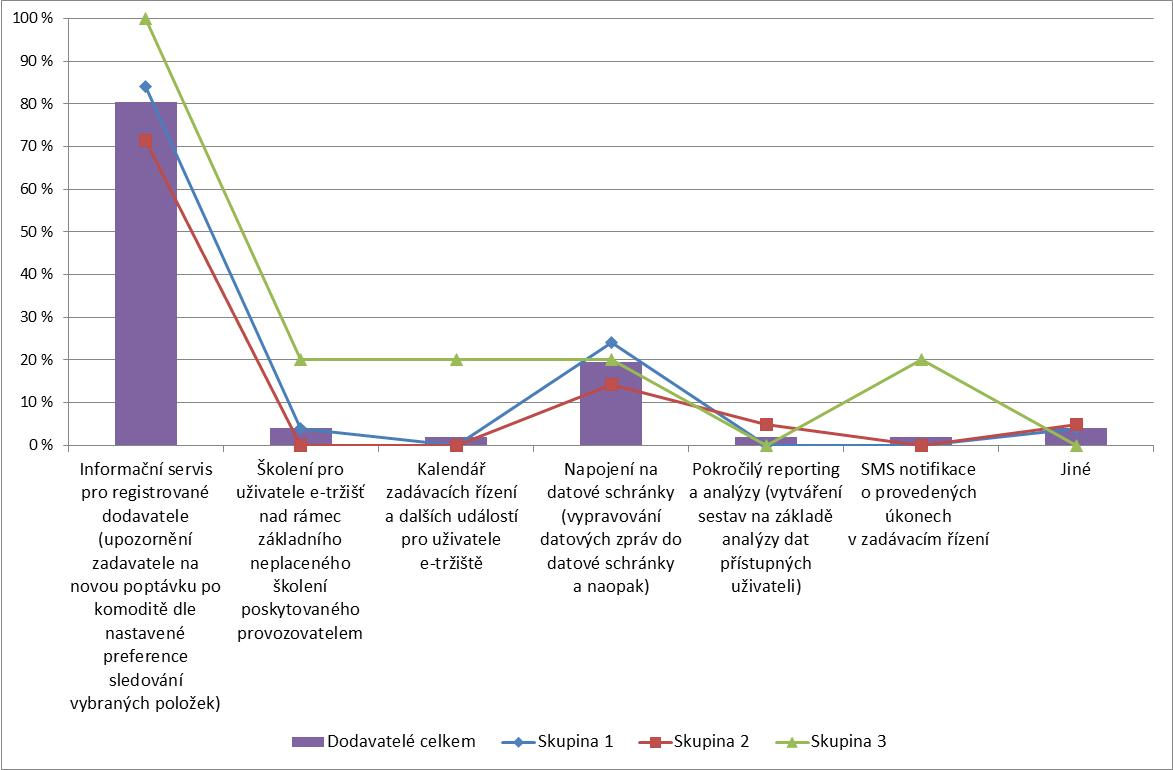 100 %
90 %
80 %
70 %
60 %
50 %
40 %
30 %
20 %
10 %
0 %
Informační servis
pro registrované
dodavatele
(upozornění
zadavatele na
novou poptávku po
komoditě dle
nastavené
preference
sledování
vybraných položek)
Školení pro
uživatele e-tržišť
nad rámec
základního
neplaceného
školení
poskytovaného
provozovatelem
Kalendář
zadávacích řízení
a dalších událostí
pro uživatele
e-tržiště
Napojení na
datové schránky
(vypravování
datových zpráv do
datové schránky
a naopak)
Pokročilý reporting
a analýzy (vytváření
sestav na základě
analýzy dat
přístupných
uživateli)
SMS notifikace
o provedených
úkonech
v zadávacím řízení
Jiné
Dodavatelé celkem
Skupina 1
Skupina 2
Skupina 3